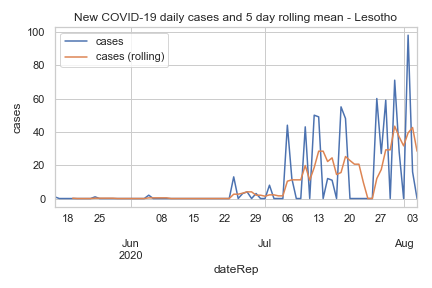 New COVID-19 daily cases and 5 day rolling mean - Lesotho
cases
cases (rolling)
100
80
60
40
20
0
cases
18 25 08 15 22 29 06 13 20 27 03
Jun Jul Aug
2020
dateRep